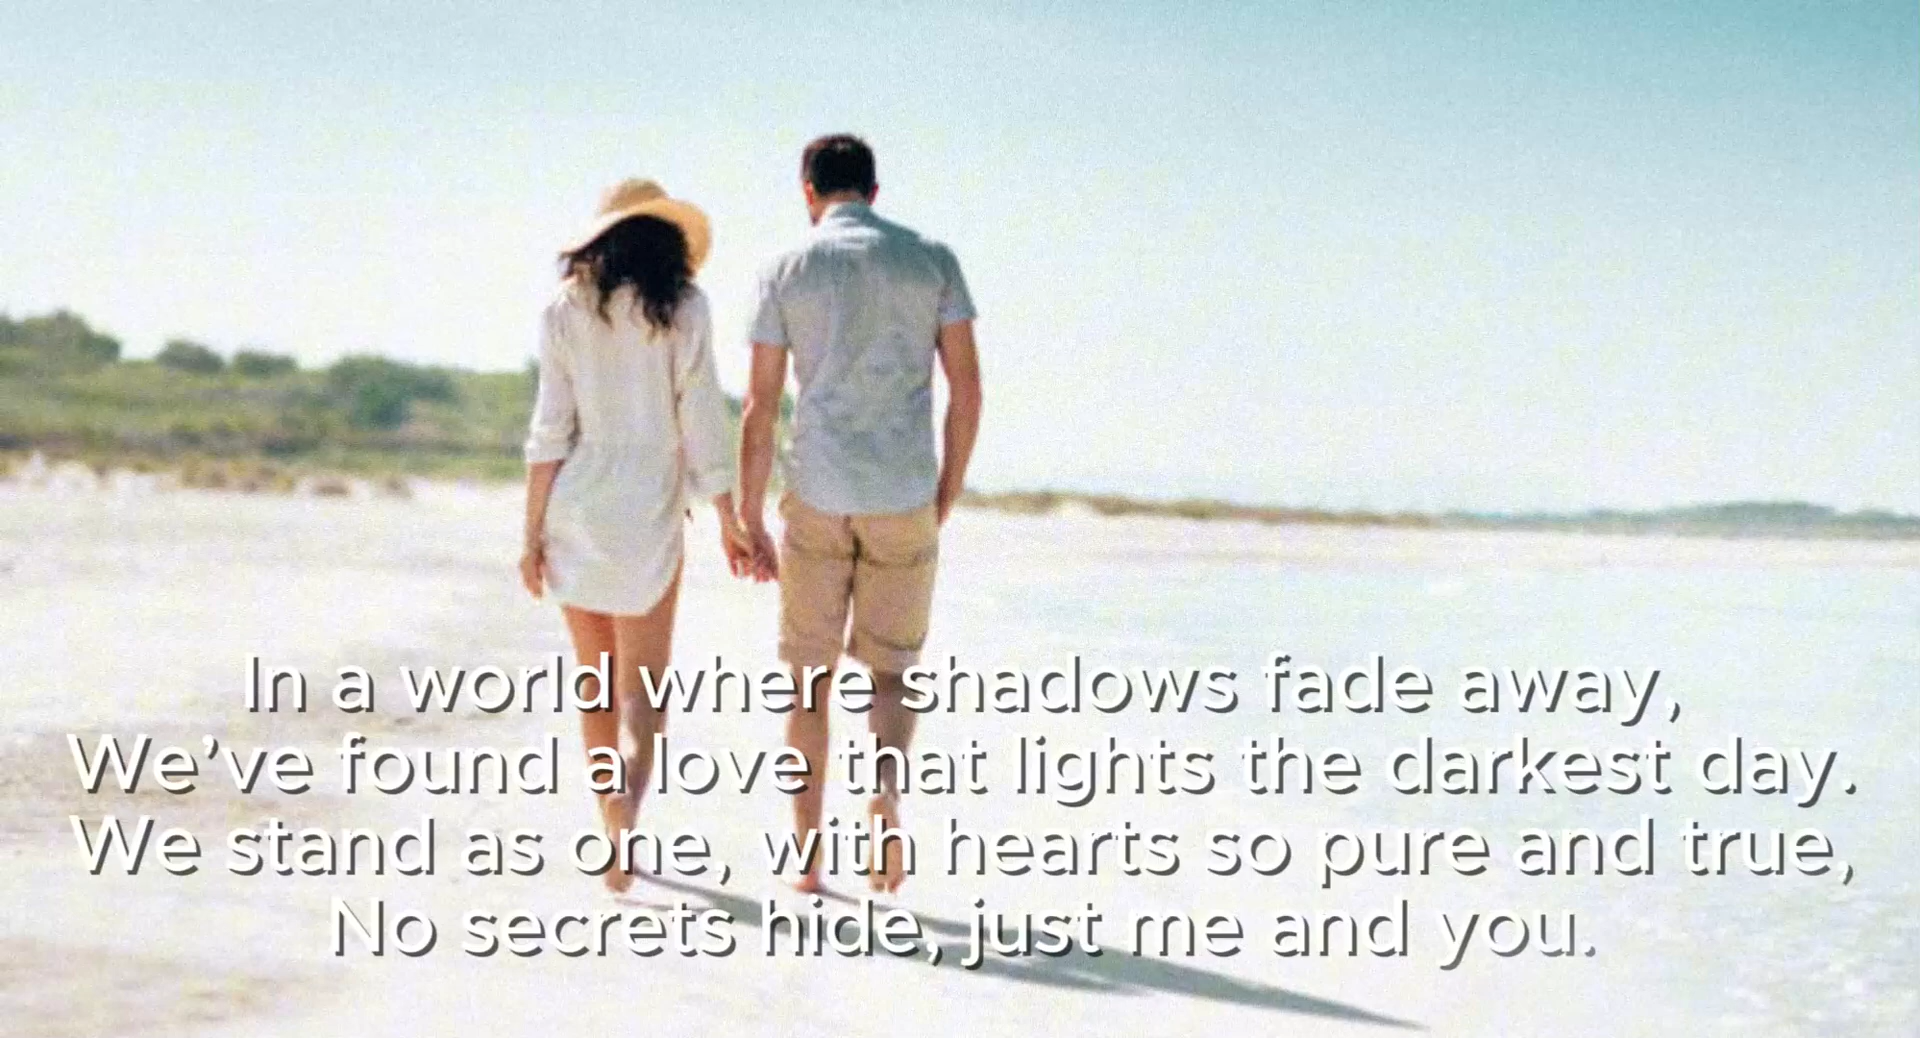 In a world where shadows fade away,
We’ve found a love that lights the darkest day.
We stand as one, with hearts so pure and true,
No secrets hide, just me and you.